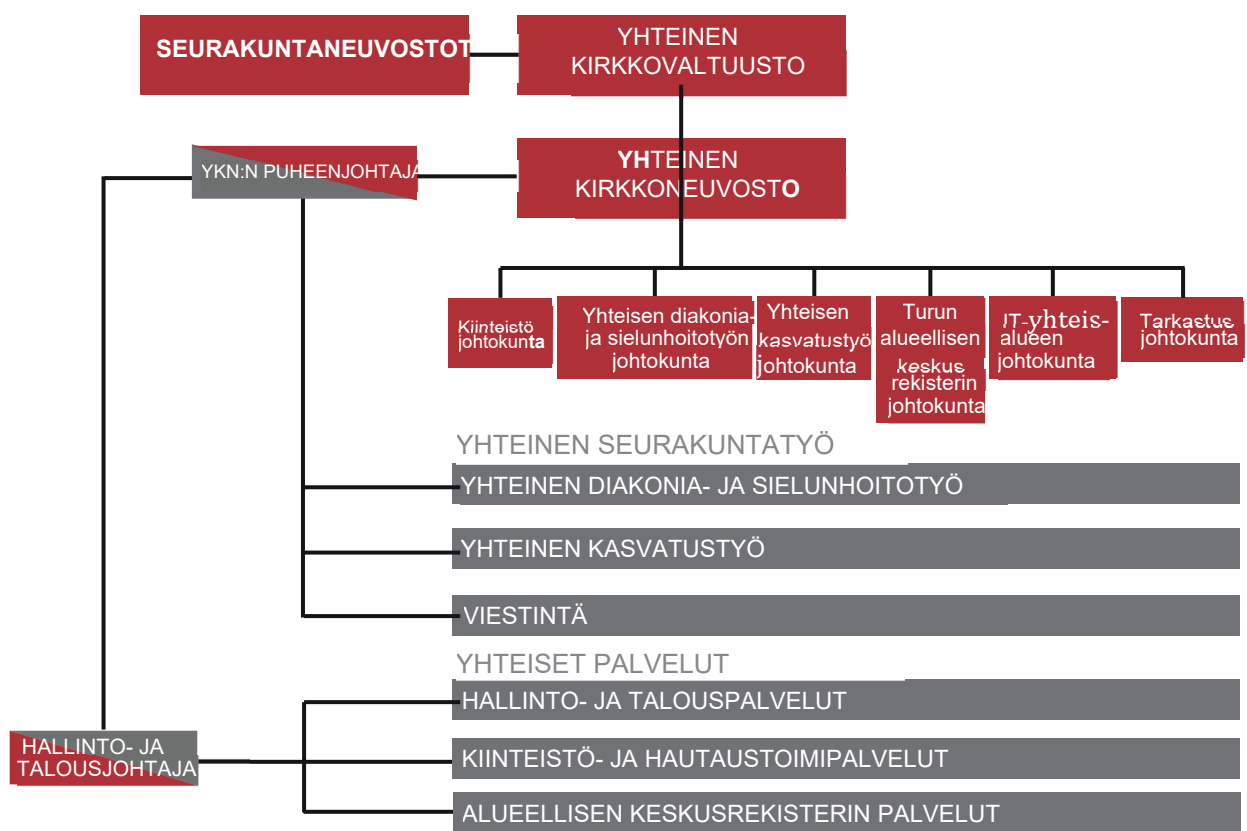 SEURAKUNTANEUVOSTOT
YHTEINEN
KIRKKOVALTUUSTO
YKN:N PUHEENJOHTAJA
YHTEINEN
KIRKKONEUVOSTO
Kiinteistö
johtokunta
Yhteisen diakonia-
ja sielunhoitotyön
johtokunta
Yhteisen
kasvatustyö
johtokunta
Turun
alueellisen
keskus
rekisterin
johtokunta
IT-yhteis-
alueen
johtokunta
Tarkastus
johtokunta
YHTEINEN SEURAKUNTATYÖ
YHTEINEN DIAKONIA- JA SIELUNHOITOTYÖ
YHTEINEN KASVATUSTYÖ
VIESTINTÄ
YHTEISET PALVELUT
HALLINTO- JA TALOUSPALVELUT
HALLINTO- JA
TALOUSJOHTAJA
KIINTEISTÖ- JA HAUTAUSTOIMIPALVELUT
ALUEELLISEN KESKUSREKISTERIN PALVELUT